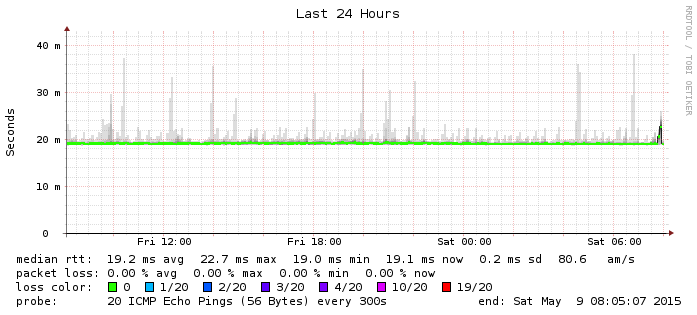 Last 24 Hours
RRDTOOL / TOBI OETIKER
Seconds
40 m
30 m
20 m
10 m
0
Fri 12:00 Fri 18:00 Sat 00:00 Sat 06:00
median rtt: 19.2 ms avg 22.7 ms max 19.0 ms min 19.1 ms now 0.2 ms sd 80.6 am/s
packet loss: 0.00 % avg 0.00 % max 0.00 % min 0.00 % now
loss color: 0 1/20 2/20 3/20 4/20 10/20 19/20
probe: 20 ICMP Echo Pings (56 Bytes) every 300s end: Sat May 9 08:05:07 2015